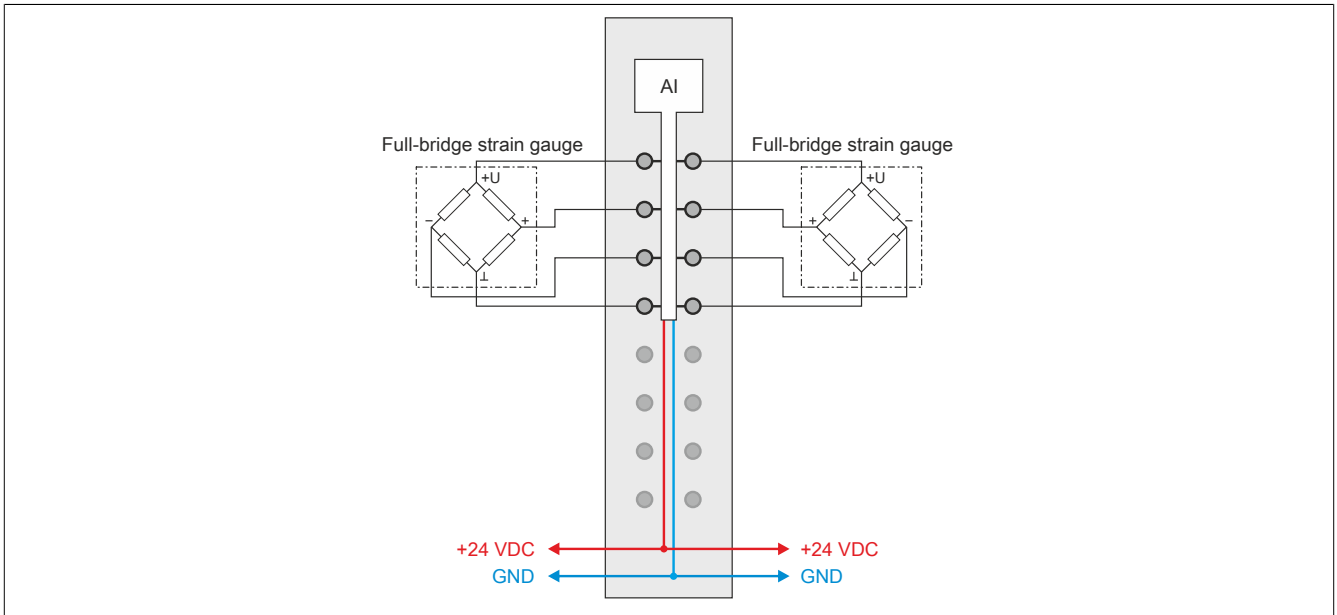 AI
Full-bridge strain gauge
Full-bridge strain gauge
+U
+U
− +
+ −
⊥
⊥
+24 VDC
+24 VDC
GND
GND